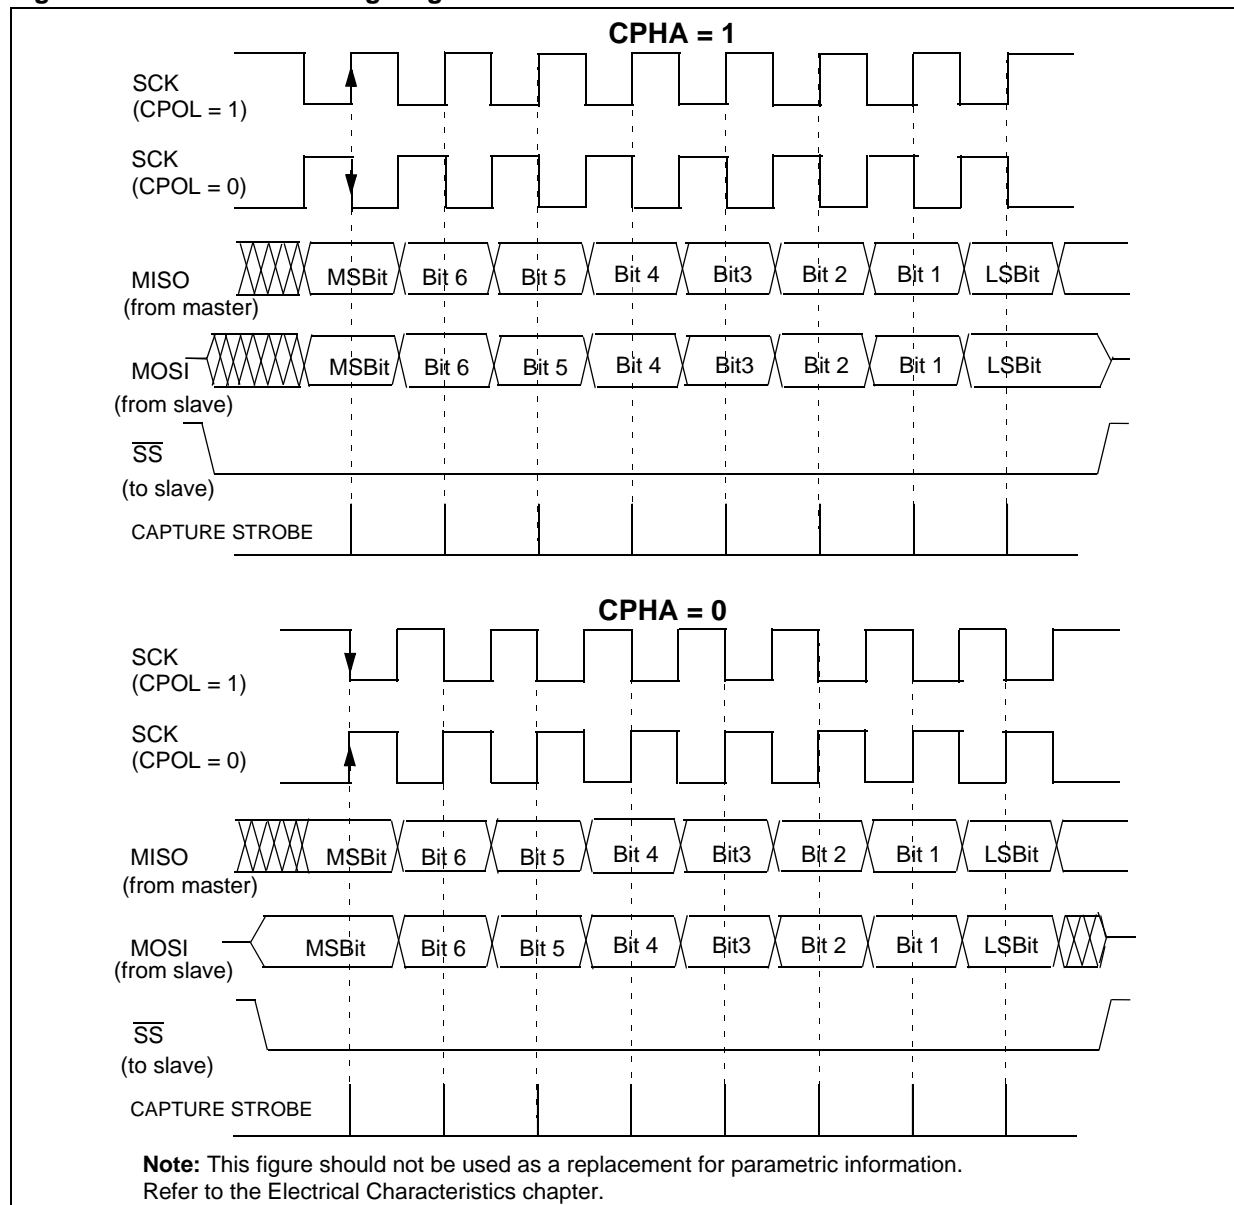 CPHA = 1
SCK
(CPOL = 1)
SCK
(CPOL = 0)
MISO
(from master)
MSBit Bit 6 Bit 5 Bit 4 Bit3 Bit 2 Bit 1 LSBit
MOSI
(from slave)
MSBit Bit 6 Bit 5 Bit 4 Bit3 Bit 2 Bit 1 LSBit
SS
(to slave)
CAPTURE STROBE
CPHA = 0
SCK
(CPOL = 1)
SCK
(CPOL = 0)
MISO
(from master)
MSBit Bit 6 Bit 5 Bit 4 Bit3 Bit 2 Bit 1 LSBit
MOSI
(from slave)
MSBit Bit 6 Bit 5 Bit 4 Bit3 Bit 2 Bit 1 LSBit
SS
(to slave)
CAPTURE STROBE
Note: This figure should not be used as a replacement for parametric information.
Refer to the Electrical Characteristics chapter.